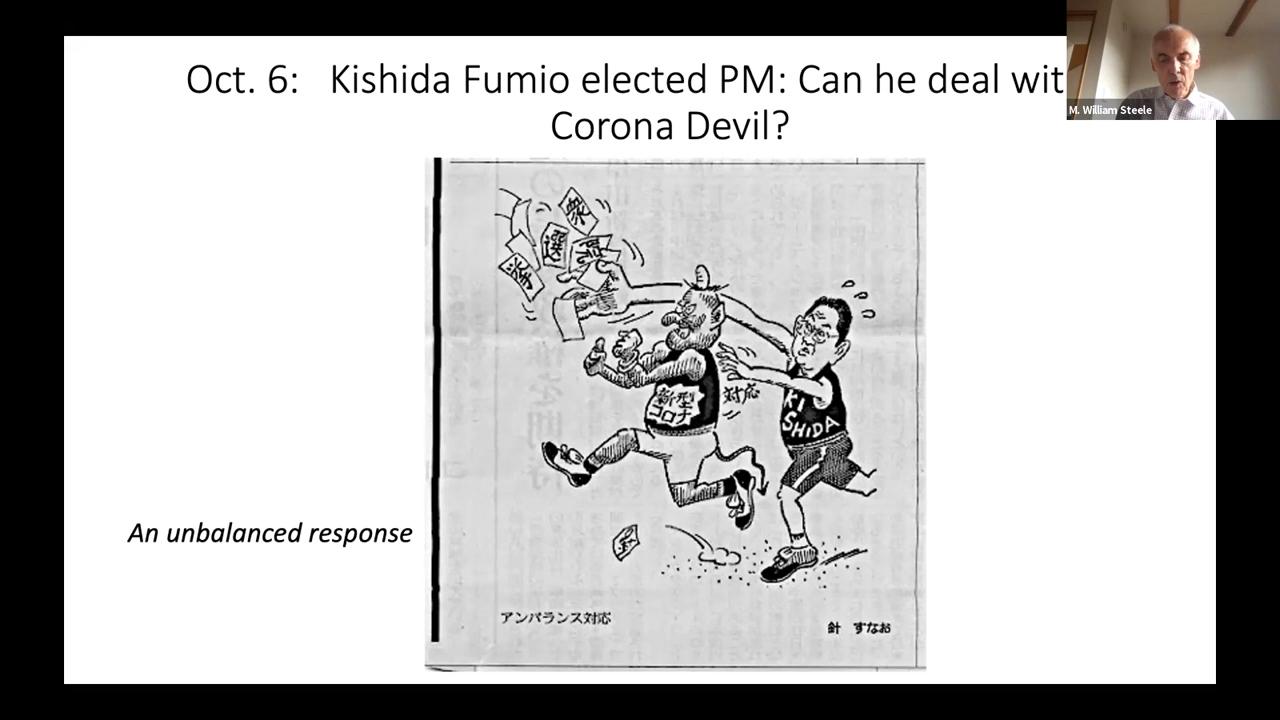 Oct. 6: Kishida Fumio elected PM: Can he deal wit
Corona Devil?
M. William Steele
衆
選
挙
新型
コロナ
対応
KI
SHIDA
An unbalanced response
アンバランス対応
針 すなお